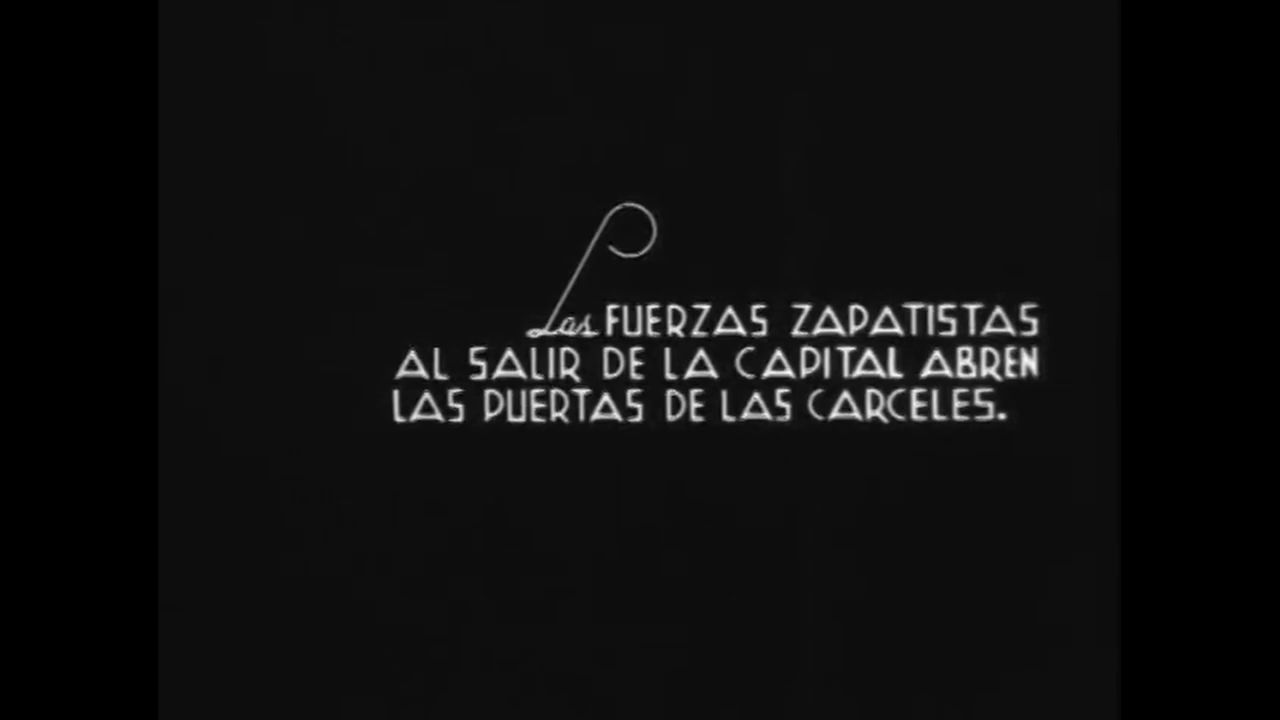 Las FUERZAS ZAPATISTAS
AL SALIR DE LA CAPITAL ABREN
LAS PUERTAS DE LAS CARCELES.